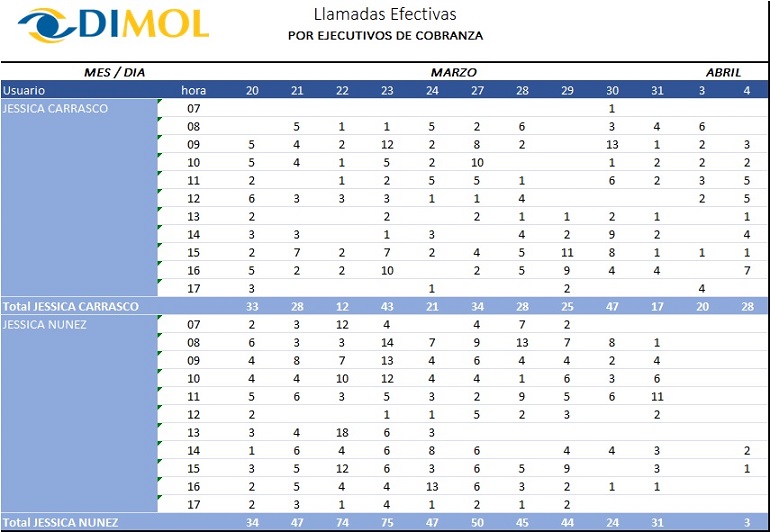 DIMOL
Llamadas Efectivas
POR EJECUTIVOS DE COBRANZA
MES / DIA MARZO ABRIL
Usuario hora 20 21 22 23 24 27 28 29 30 31 3 4
JESSICA CARRASCO 07 1
08 5 1 1 5 2 6 3 4 6
09 5 4 2 12 2 8 2 13 1 2 3
10 5 4 1 5 2 10 1 2 2 2
11 2 1 2 5 5 1 6 2 3 5
12 6 3 3 3 1 1 4 2 5
13 2 2 2 1 1 2 1 1
14 3 3 1 3 4 2 9 2 4
15 2 7 2 7 2 4 5 11 8 1 1 1
16 5 2 2 10 2 5 9 4 4 7
17 3 1 2 4
Total JESSICA CARRASCO 33 28 12 43 21 34 28 25 47 17 20 28
JESSICA NUNEZ 07 2 3 12 4 4 7 2
08 6 3 3 14 7 9 13 7 8 1
09 4 8 7 13 4 6 4 4 2 4
10 4 4 10 12 4 4 1 6 3 6
11 5 6 3 5 3 2 9 5 6 11
12 2 1 1 5 2 3 2
13 3 4 18 6 3
14 1 6 4 6 8 6 4 4 3 2
15 3 5 12 6 3 6 5 9 3 1
16 2 5 4 4 13 6 3 2 1 1
17 2 3 1 4 1 2 1 2
Total JESSICA NUNEZ 34 47 74 75 47 50 45 44 24 31 3